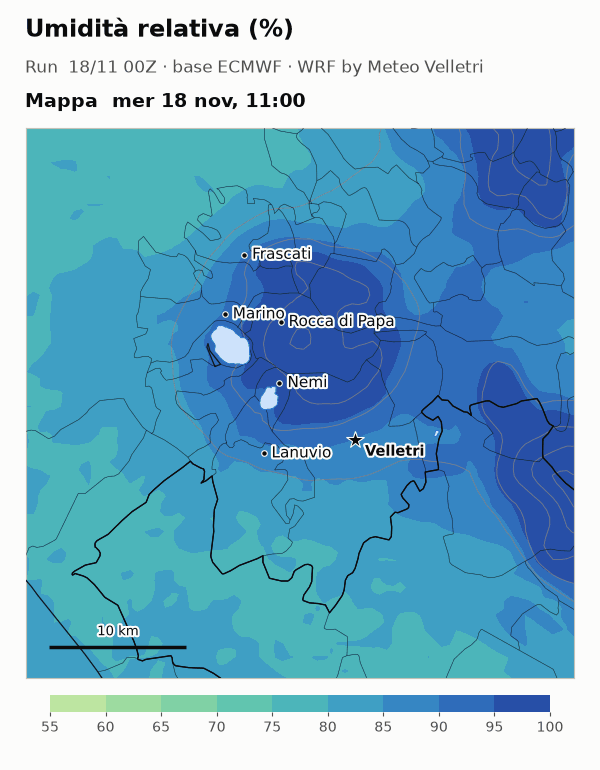 Umidità relativa (%)
Run  18/11 00Z · base ECMWF · WRF by Meteo Velletri
Mappa  mer 18 nov, 11:00
Frascati
Marino
Rocca di Papa
Nemi
Velletri
Lanuvio
10 km
55 60 65 70 75 80 85 90 95 100